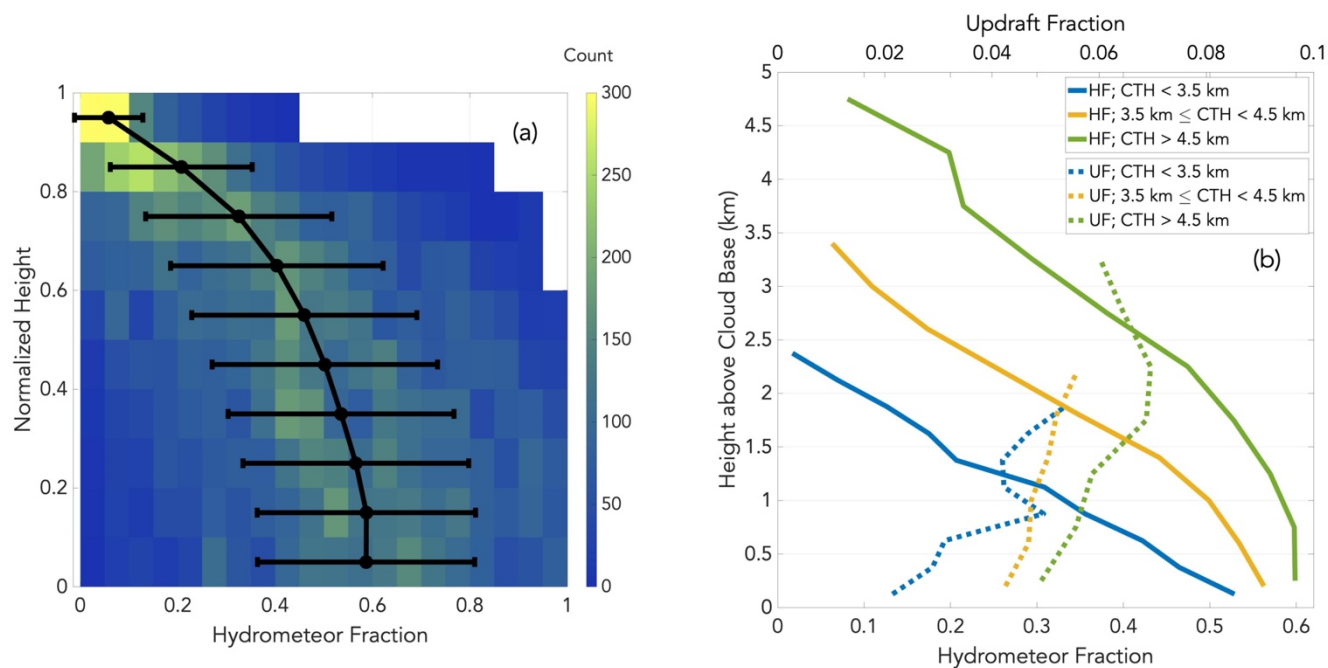 Count
300
250
200
150
100
50
0
(a)
1
0.8
0.6
0.4
0.2
0
Normalized Height
0 0.2 0.4 0.6 0.8 1
Hydrometeor Fraction
Updraft Fraction
0 0.02 0.04 0.06 0.08 0.1
5
4.5
4
3.5
3
2.5
2
1.5
1
0.5
0
Height above Cloud Base (km)
HF; CTH < 3.5 km
HF; 3.5 km ≤ CTH < 4.5 km
HF; CTH > 4.5 km
UF; CTH < 3.5 km
UF; 3.5 km ≤ CTH < 4.5 km
UF; CTH > 4.5 km
(b)
0 0.1 0.2 0.3 0.4 0.5 0.6
Hydrometeor Fraction